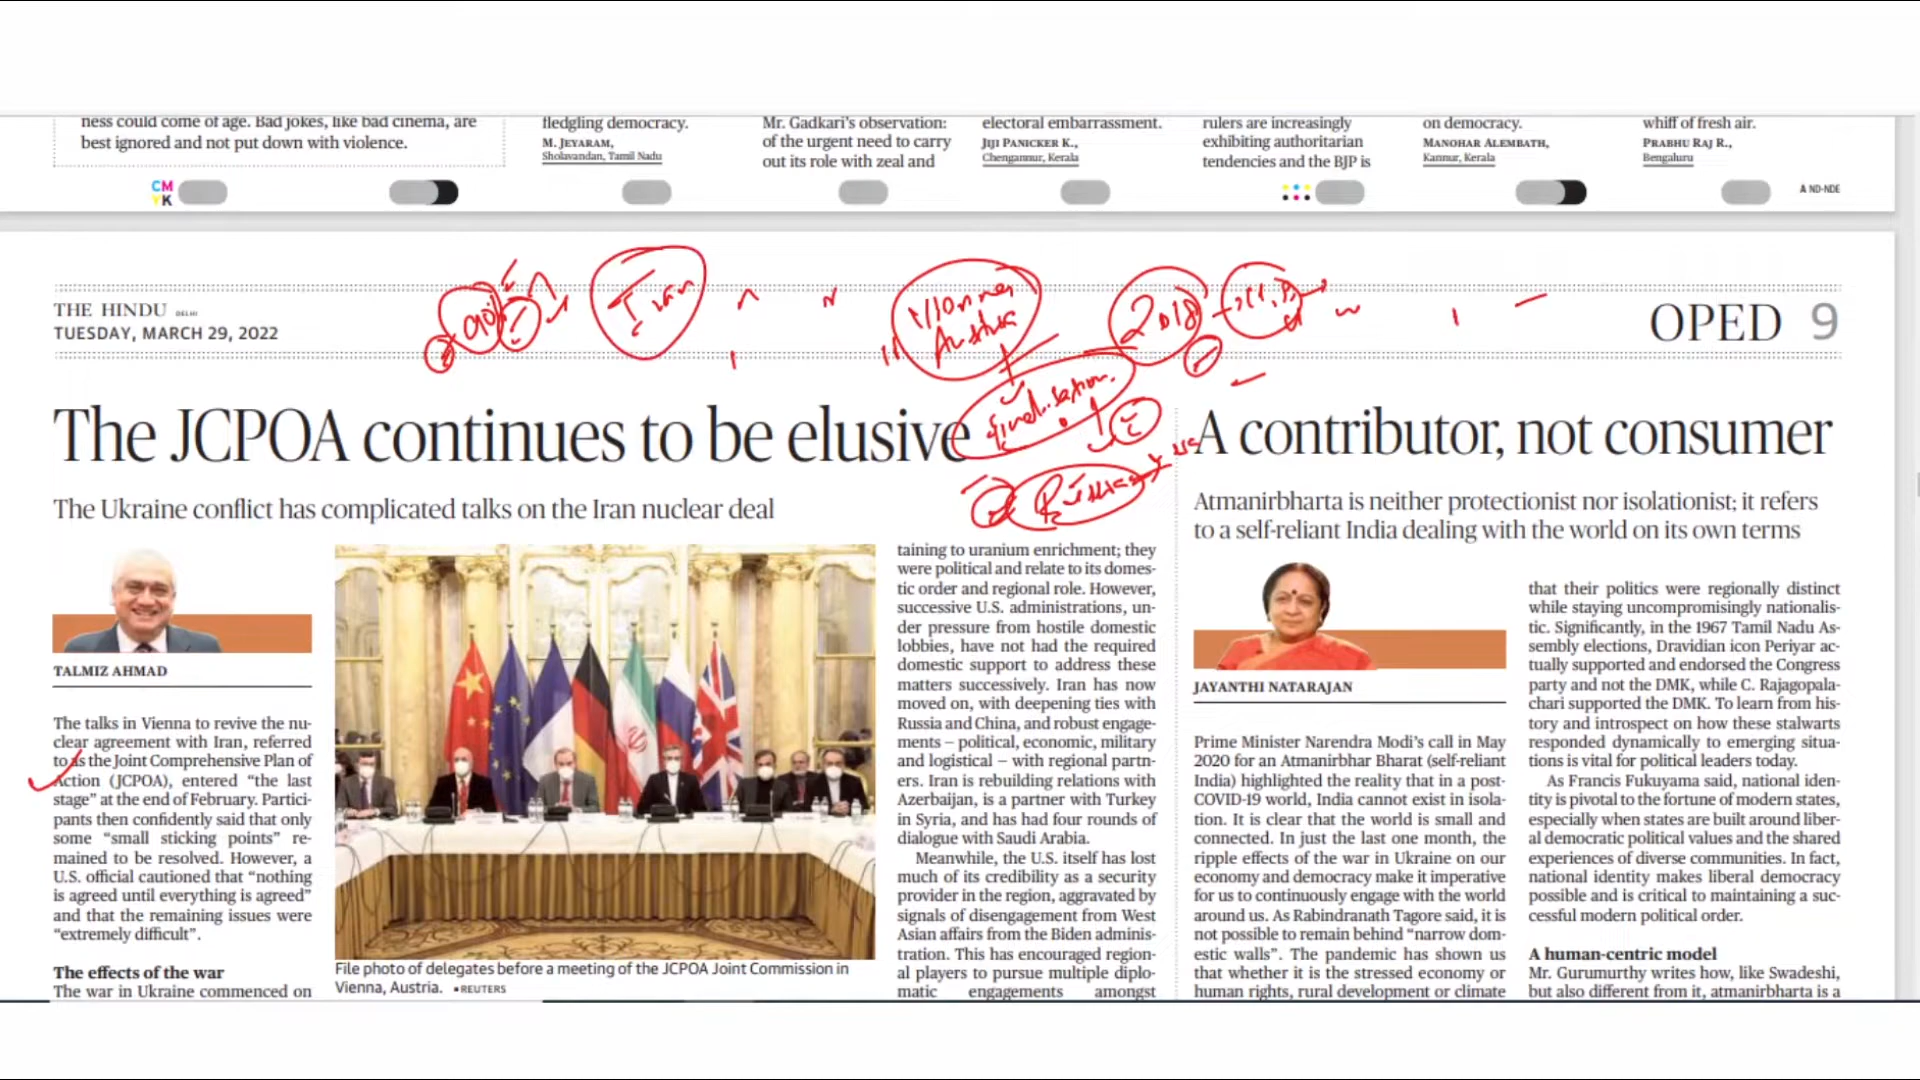 ness could come of age. Bad jokes, like bad cinema, are
best ignored and not put down with violence.
fledgling democracy.
M. JEYARAM,
Sholavandan, Tamil Nadu
Mr. Gadkari's observation:
of the urgent need to carry
out its role with zeal and
electoral embarrassment.
JIJI PANICKER K.,
Chengannur, Kerala
rulers are increasingly
exhibiting authoritarian
tendencies and the BJP is
on democracy.
MANOHAR ALEMBATH,
Kannur, Kerala
whiff of fresh air.
PRABHU RAJ R.,
Bengaluru
CM
YK
A ND-NDE
THE HINDU DELHI
TUESDAY, MARCH 29, 2022
Iran
Vienna
Austria
2018
finalisation
Russia
US
OPED 9
The JCPOA continues to be elusive
The Ukraine conflict has complicated talks on the Iran nuclear deal
TALMIZ AHMAD
The talks in Vienna to revive the nu-
clear agreement with Iran, referred
to as the Joint Comprehensive Plan of
Action (JCPOA), entered "the last
stage" at the end of February. Partici-
pants then confidently said that only
some "small sticking points" re-
mained to be resolved. However, a
U.S. official cautioned that "nothing
is agreed until everything is agreed"
and that the remaining issues were
"extremely difficult".
The effects of the war
The war in Ukraine commenced on
File photo of delegates before a meeting of the JCPOA Joint Commission in
Vienna, Austria. ▪REUTERS
taining to uranium enrichment; they
were political and relate to its domes-
tic order and regional role. However,
successive U.S. administrations, un-
der pressure from hostile domestic
lobbies, have not had the required
domestic support to address these
matters successively. Iran has now
moved on, with deepening ties with
Russia and China, and robust engage-
ments – political, economic, military
and logistical – with regional partn-
ers. Iran is rebuilding relations with
Azerbaijan, is a partner with Turkey
in Syria, and has had four rounds of
dialogue with Saudi Arabia.
Meanwhile, the U.S. itself has lost
much of its credibility as a security
provider in the region, aggravated by
signals of disengagement from West
Asian affairs from the Biden adminis-
tration. This has encouraged region-
al players to pursue multiple diplo-
matic engagements amongst
A contributor, not consumer
Atmanirbharta is neither protectionist nor isolationist; it refers
to a self-reliant India dealing with the world on its own terms
JAYANTHI NATARAJAN
Prime Minister Narendra Modi's call in May
2020 for an Atmanirbhar Bharat (self-reliant
India) highlighted the reality that in a post-
COVID-19 world, India cannot exist in isola-
tion. It is clear that the world is small and
connected. In just the last one month, the
ripple effects of the war in Ukraine on our
economy and democracy make it imperative
for us to continuously engage with the world
around us. As Rabindranath Tagore said, it is
not possible to remain behind "narrow dom-
estic walls". The pandemic has shown us
that whether it is the stressed economy or
human rights, rural development or climate
that their politics were regionally distinct
while staying uncompromisingly nationalis-
tic. Significantly, in the 1967 Tamil Nadu As-
sembly elections, Dravidian icon Periyar ac-
tually supported and endorsed the Congress
party and not the DMK, while C. Rajagopala-
chari supported the DMK. To learn from his-
tory and introspect on how these stalwarts
responded dynamically to emerging situa-
tions is vital for political leaders today.
As Francis Fukuyama said, national iden-
tity is pivotal to the fortune of modern states,
especially when states are built around liber-
al democratic political values and the shared
experiences of diverse communities. In fact,
national identity makes liberal democracy
possible and is critical to maintaining a suc-
cessful modern political order.
A human-centric model
Mr. Gurumurthy writes how, like Swadeshi,
but also different from it, atmanirbharta is a